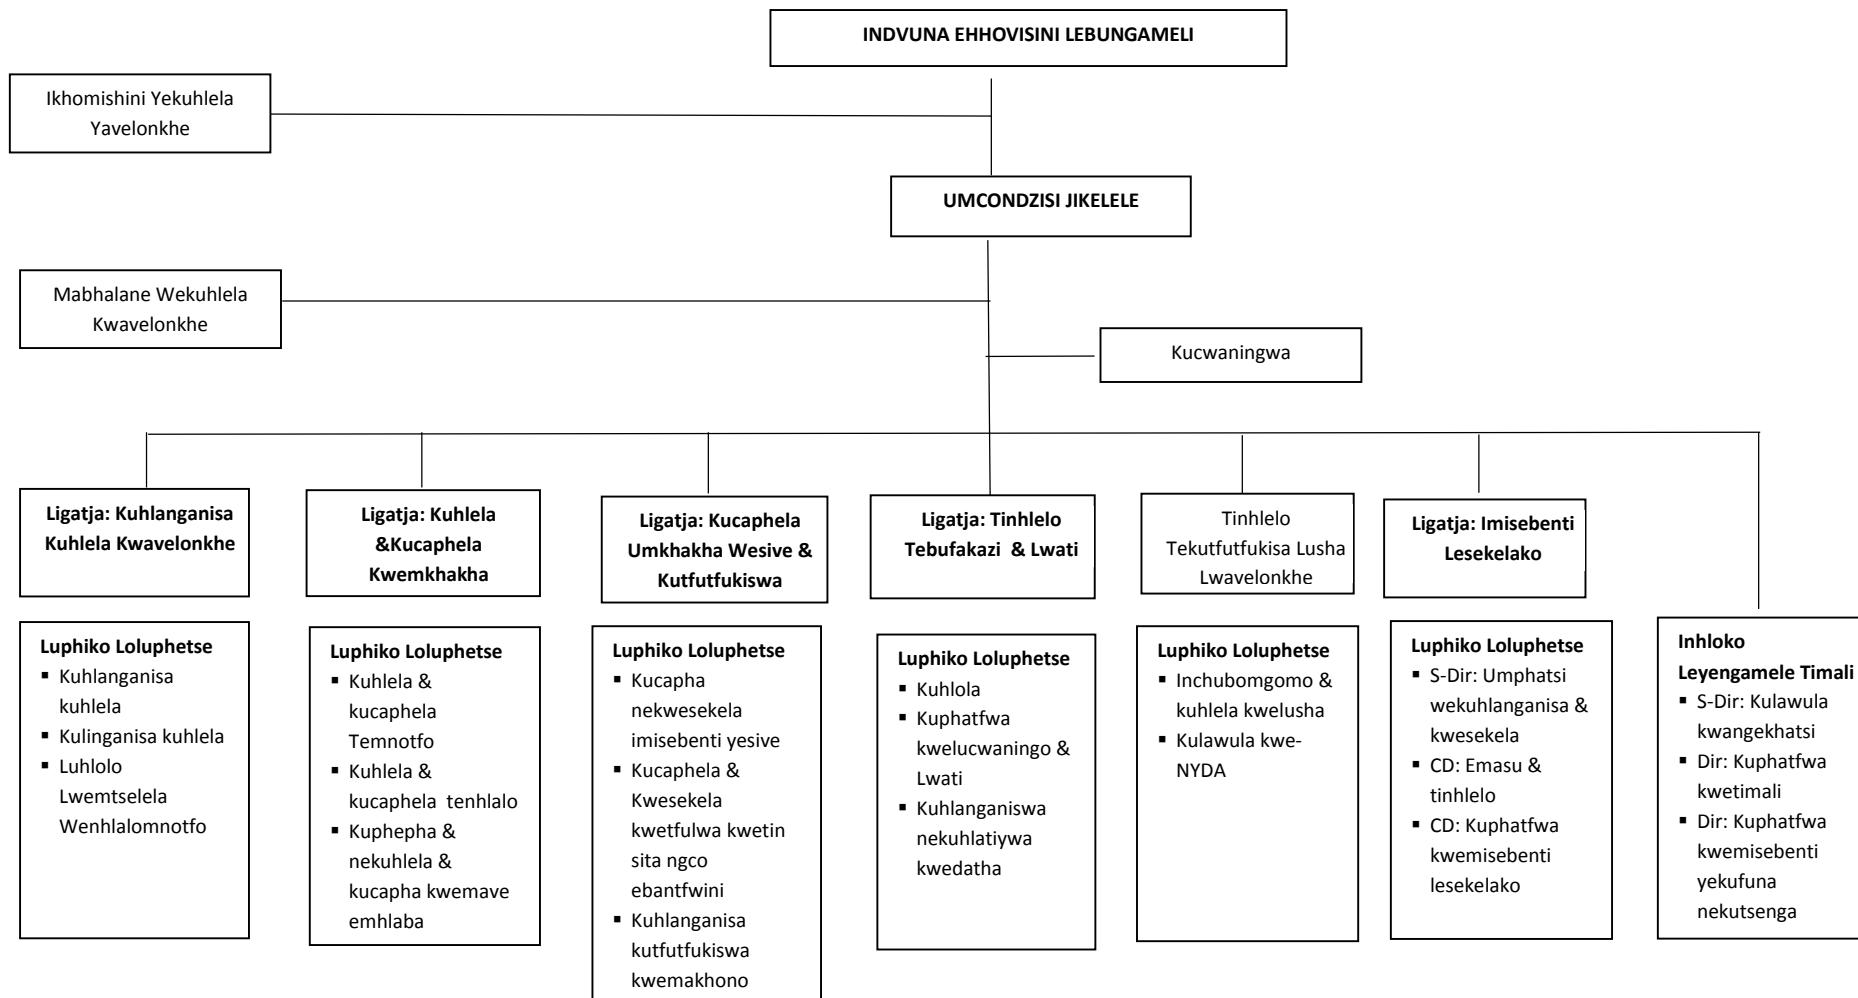 INDVUNA EHHOVISINI LEBUNGAMELI
Ikhomishini Yekuhlela
Yavelonkhe
UMCONDZISI JIKELELE
Mabhalane Wekuhlela
Kwavelonkhe
Kucwaningwa
Ligatja: Kuhlanganisa
Kuhlela Kwavelonkhe
Ligatja: Kuhlela
&Kucaphela
Kwemkhakha
Ligatja: Kucaphela
Umkhakha Wesive &
Kutfutfukiswa
Ligatja: Tinhlelo
Tebufakazi & Lwati
Tinhlelo
Tekutfutfukisa Lusha
Lwavelonkhe
Ligatja: Imisebenti
Lesekelako
Luphiko Loluphetse
▪ Kuhlanganisa
kuhlela
▪ Kulinganisa kuhlela
▪ Luhlolo
Lwemtselela
Wenhlalomnotfo
Luphiko Loluphetse
▪ Kuhlela &
kucaphela
Temnotfo
▪ Kuhlela &
kucaphela tenhlalo
▪ Kuphepha &
nekuhlela &
kucapha kwemave
emhlaba
Luphiko Loluphetse
▪ Kucapha
nekwesekela
imisebenti yesive
▪ Kucaphela &
Kwesekela
kwetfulwa kwetin
sita ngco
ebantfwini
▪ Kuhlanganisa
kutfutfukiswa
kwemakhono
Luphiko Loluphetse
▪ Kuhlola
▪ Kuphatfwa
kwelucwaningo &
Lwati
▪ Kuhlanganiswa
nekuhlatiywa
kwedatha
Luphiko Loluphetse
▪ Inchubomgomo &
kuhlela kwelusha
▪ Kulawula kwe-
NYDA
Luphiko Loluphetse
▪ S-Dir: Umphatsi
wekuhlanganisa &
kwesekela
▪ CD: Emasu &
tinhlelo
▪ CD: Kuphatfwa
kwemisebenti
lesekelako
Inhloko
Leyengamele Timali
▪ S-Dir: Kulawula
kwangekhatsi
▪ Dir: Kuphatfwa
kwetimali
▪ Dir: Kuphatfwa
kwemisebenti
yekufuna
nekutsenga